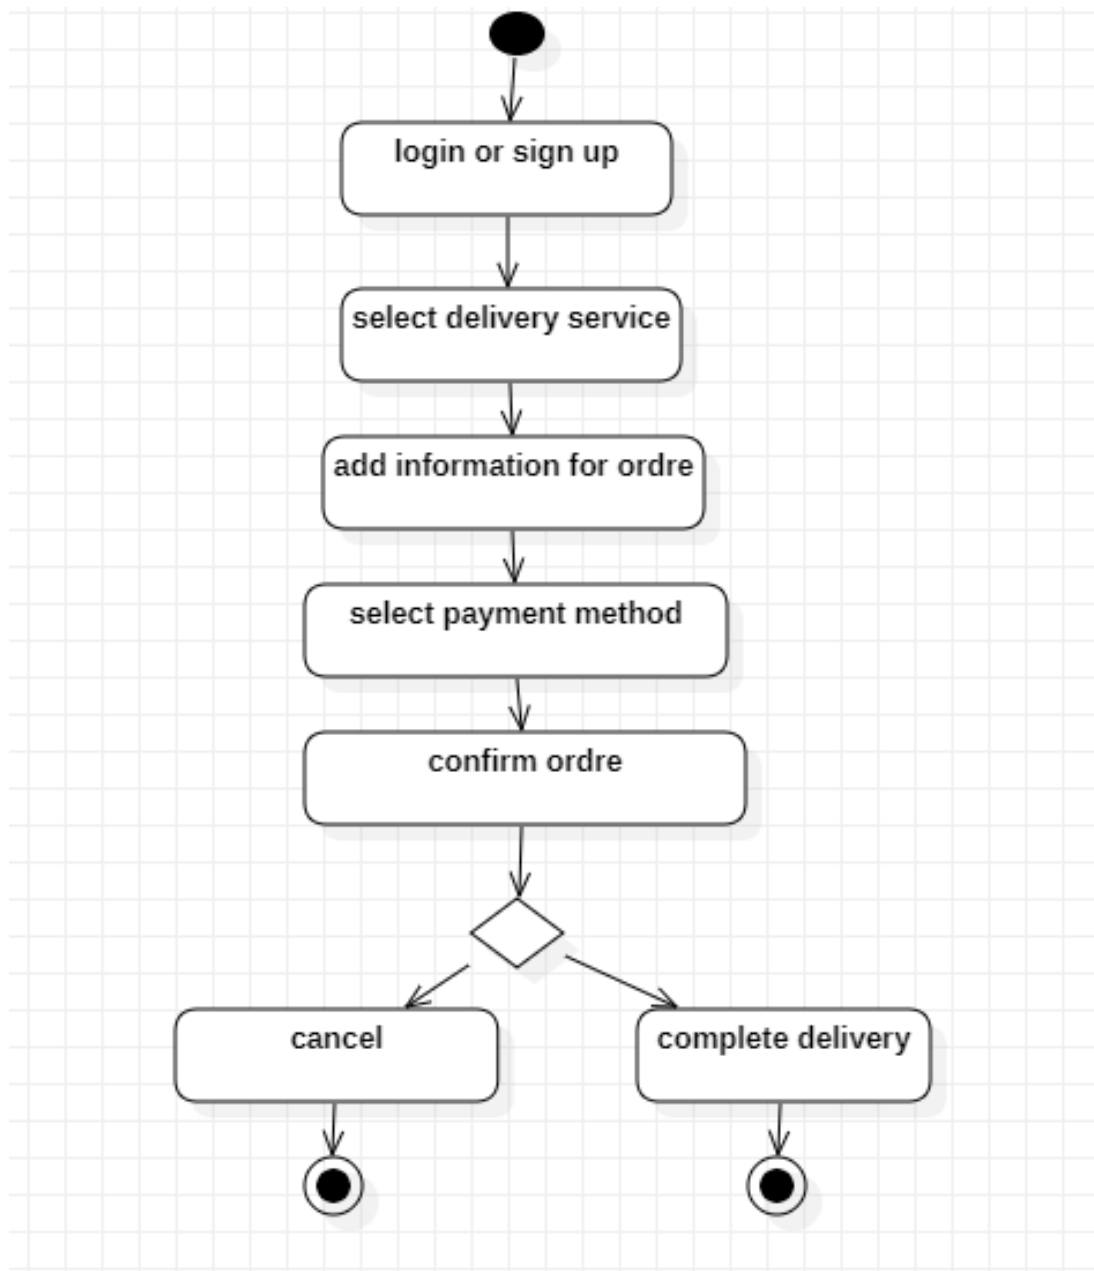 login or sign up
select delivery service
add information for ordre
select payment method
confirm ordre
cancel
complete delivery